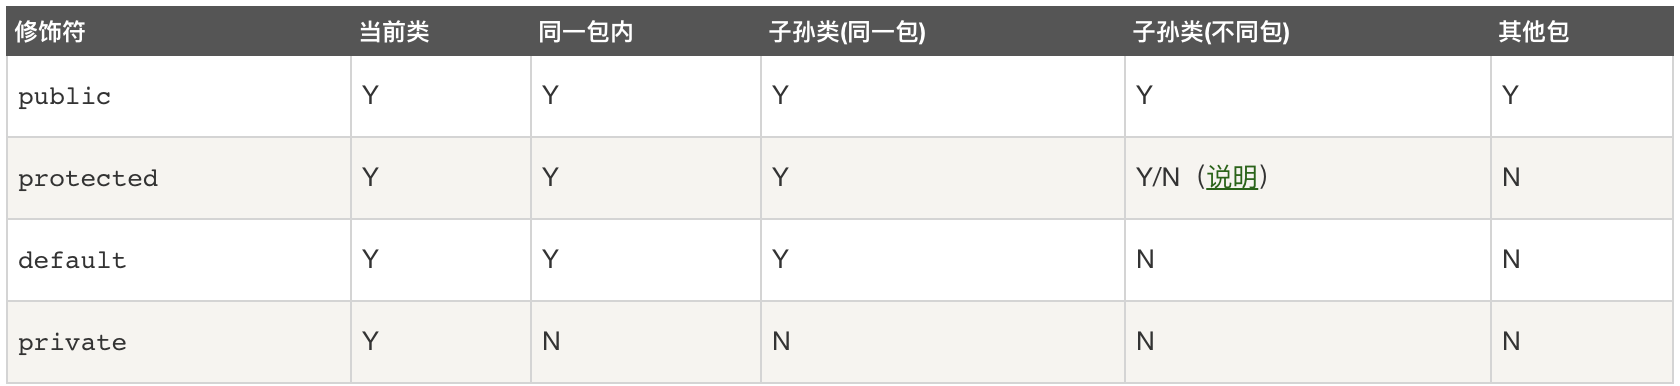 修饰符 当前类 同一包内 子孙类(同一包) 子孙类(不同包) 其他包
public Y Y Y Y Y
protected Y Y Y Y/N（说明） N
default Y Y Y N N
private Y N N N N